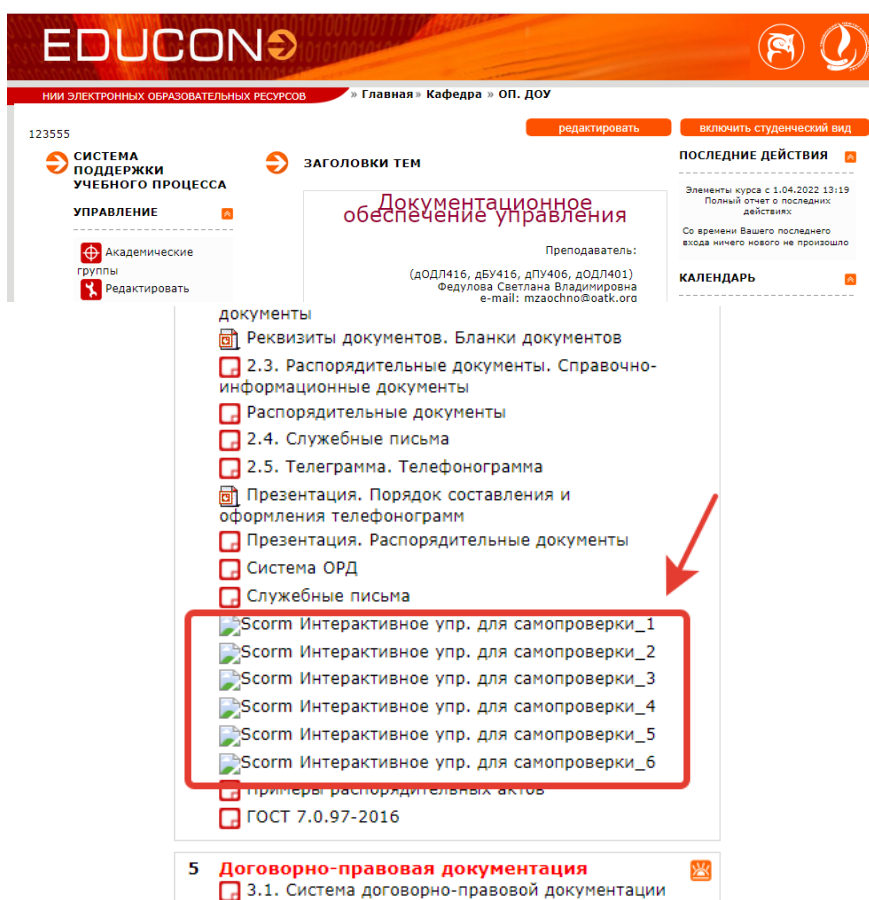 EDUCON
НИИ ЭЛЕКТРОННЫХ ОБРАЗОВАТЕЛЬНЫХ РЕСУРСОВ
» Главная» Кафедра » ОП. ДОУ
123555
редактировать
включить студенческий вид
СИСТЕМА
ПОДДЕРЖКИ
УЧЕБНОГО ПРОЦЕССА
УПРАВЛЕНИЕ
Академические
группы
Редактировать
ЗАГОЛОВКИ ТЕМ
Документационное
обеспечение управления
Преподаватель:
(дОДЛ416, дБУ416, дПУ406, дОДЛ401)
Федулова Светлана Владимировна
e-mail: mzaochno@oatk.org
ПОСЛЕДНИЕ ДЕЙСТВИЯ
Элементы курса с 1.04.2022 13:19
Полный отчет о последних
действиях
Со времени Вашего последнего
входа ничего нового не произошло
КАЛЕНДАРЬ
документы
Реквизиты документов. Бланки документов
2.3. Распорядительные документы. Справочно-
информационные документы
Распорядительные документы
2.4. Служебные письма
2.5. Телеграмма. Телефонограмма
Презентация. Порядок составления и
оформления телефонограмм
Презентация. Распорядительные документы
Система ОРД
Служебные письма
Scorm Интерактивное упр. для самопроверки_1
Scorm Интерактивное упр. для самопроверки_2
Scorm Интерактивное упр. для самопроверки_3
Scorm Интерактивное упр. для самопроверки_4
Scorm Интерактивное упр. для самопроверки_5
Scorm Интерактивное упр. для самопроверки_6
Примеры распорядительных актов
ГОСТ 7.0.97-2016
5 Договорно-правовая документация
3.1. Система договорно-правовой документации